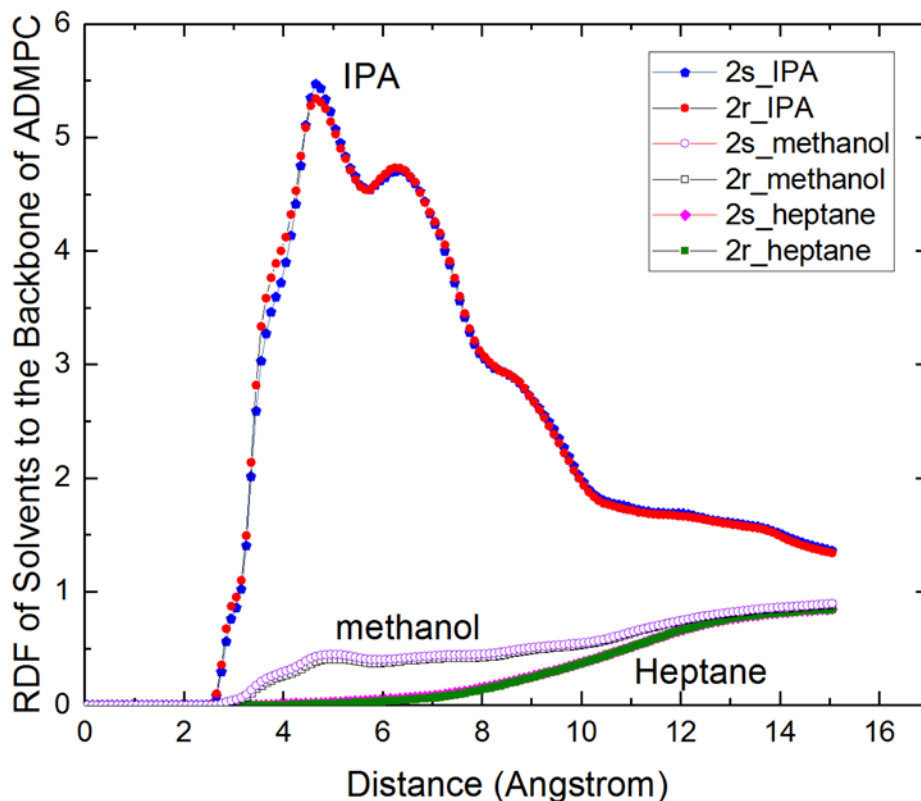 RDF of Solvents to the Backbone of ADMPC
6
5
4
3
2
1
0
IPA
methanol
Heptane
2s_IPA
2r_IPA
2s_methanol
2r_methanol
2s_heptane
2r_heptane
0 2 4 6 8 10 12 14 16
Distance (Angstrom)